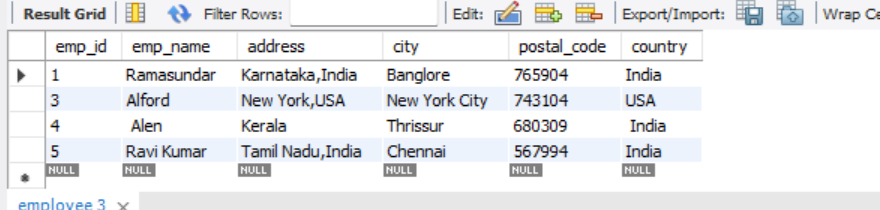 Result Grid Filter Rows: Edit: Export/Import: Wrap Ce
emp_id emp_name address city postal_code country
1 Ramasundar Karnataka,India Banglore 765904 India
3 Alford New York,USA New York City 743104 USA
4 Alen Kerala Thrissur 680309 India
5 Ravi Kumar Tamil Nadu,India Chennai 567994 India
NULL NULL NULL NULL NULL NULL
employee 3